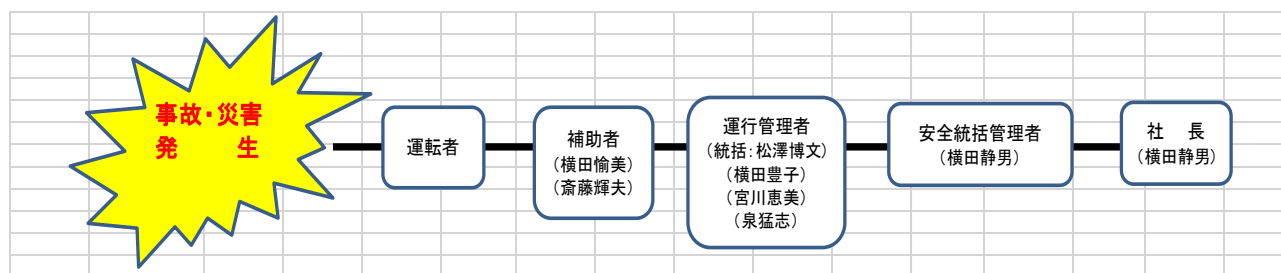 事故・災害
発　　生
運転者
補助者
（横田愉美）
（斎藤輝夫）
運行管理者
（統括：松澤博文）
（横田豊子）
（宮川恵美）
（泉猛志）
安全統括管理者
（横田静男）
社　長
（横田静男）